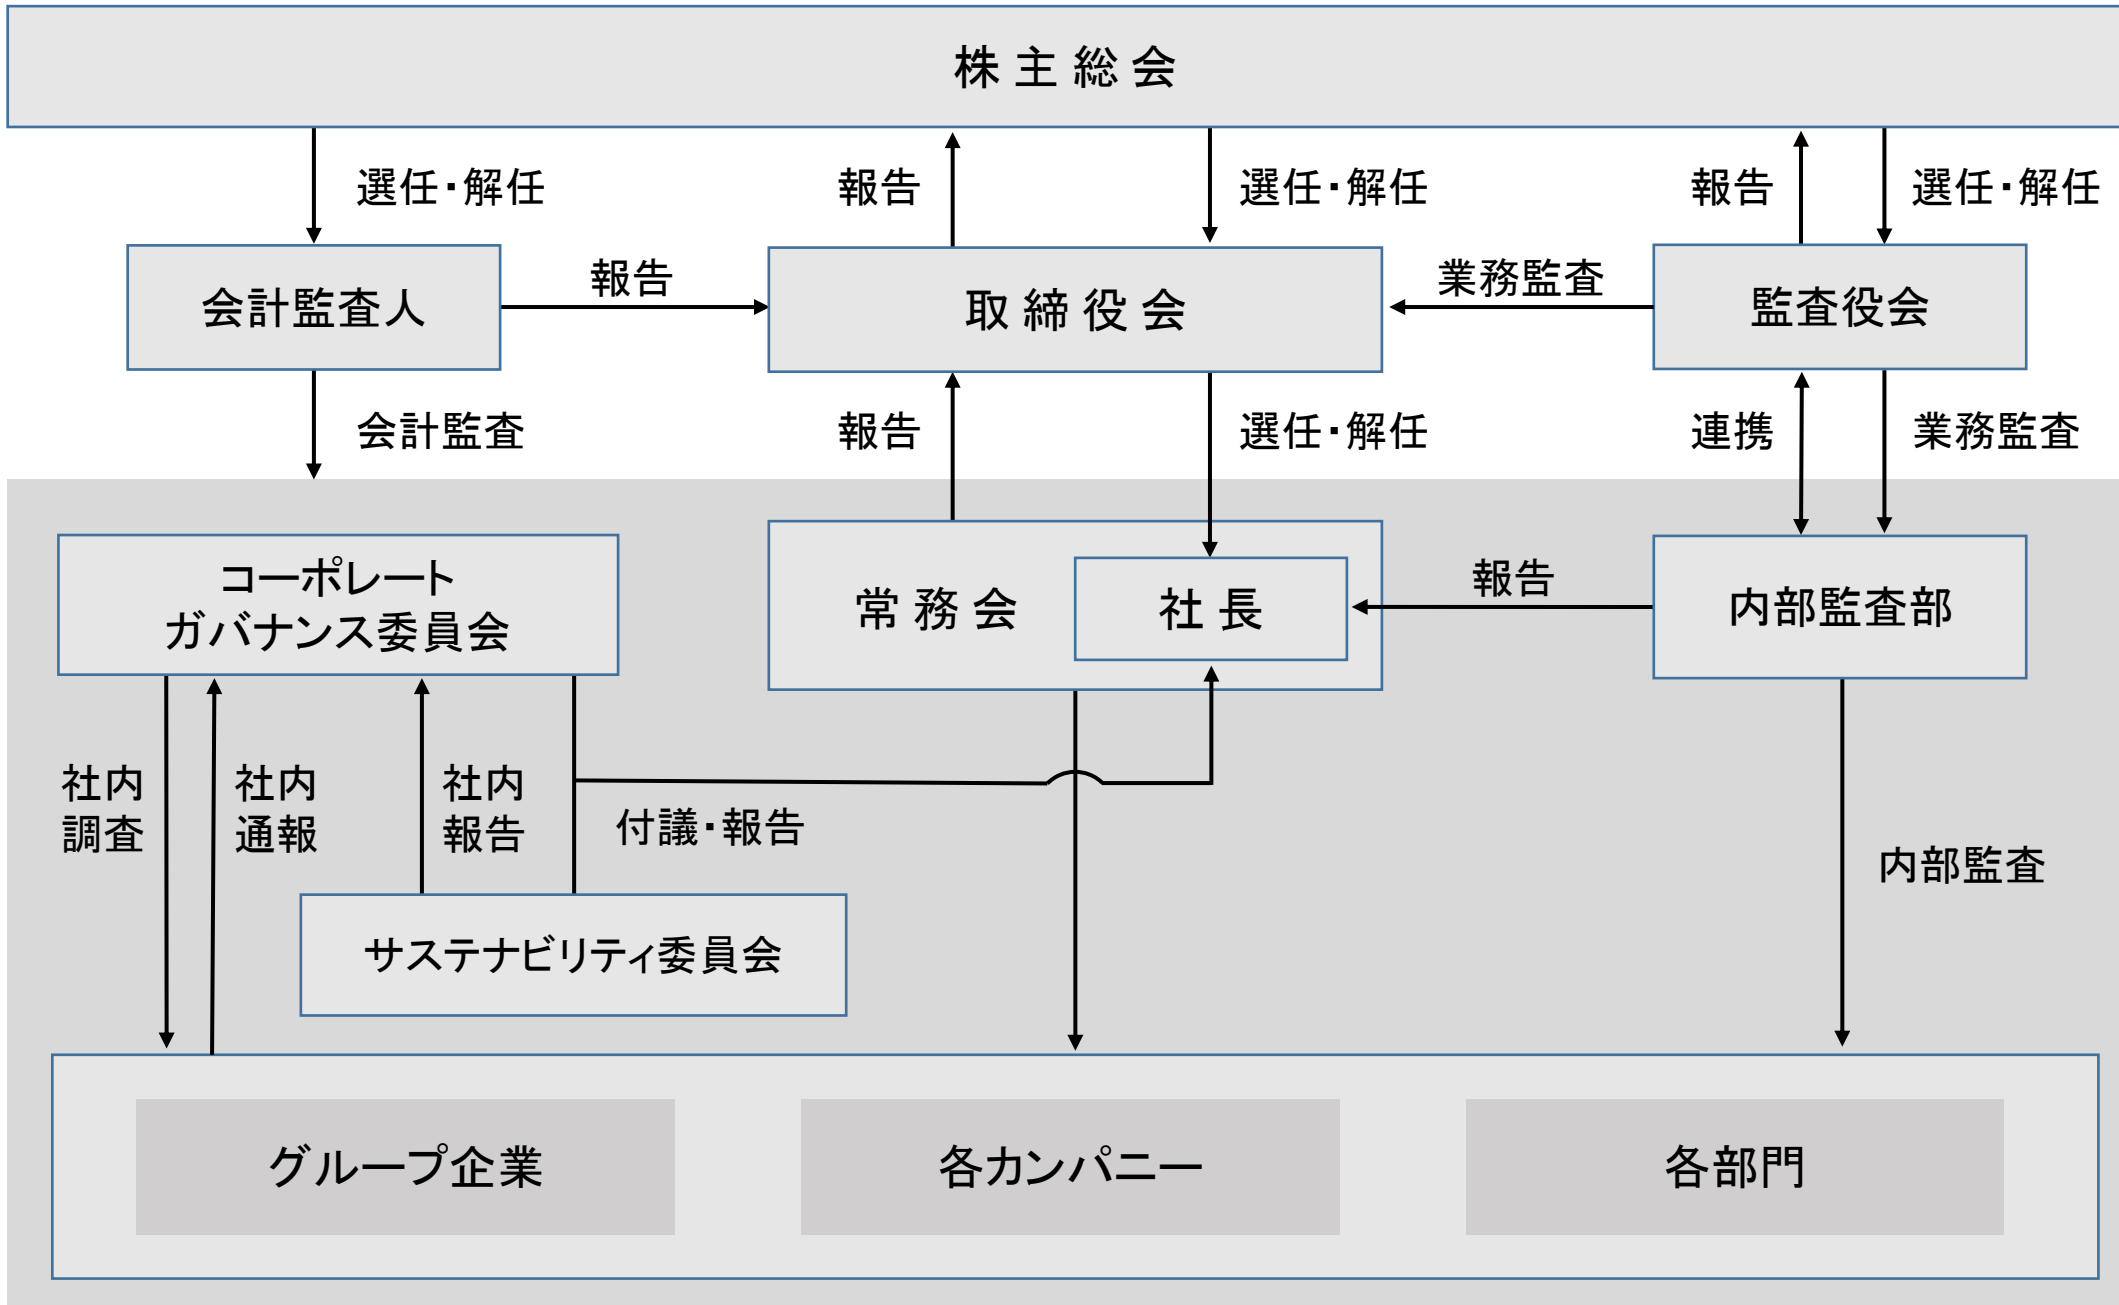 株主総会
選任・解任
報告
選任・解任
報告
選任・解任
会計監査人
報告
取締役会
業務監査
監査役会
会計監査
報告
選任・解任
連携
業務監査
コーポレート
ガバナンス委員会
常務会
社長
報告
内部監査部
社内
調査
社内
通報
社内
報告
付議・報告
内部監査
サステナビリティ委員会
グループ企業
各カンパニー
各部門